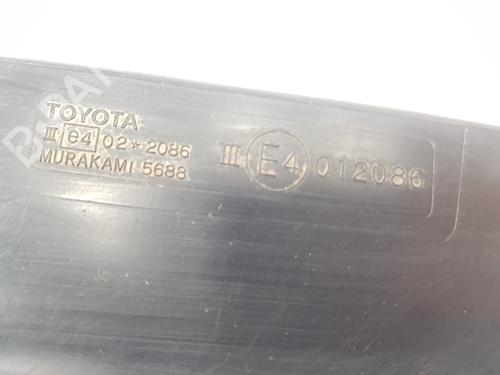 TOYOTA
III e4 02*2086
MURAKAMI 5688
III E4 012086